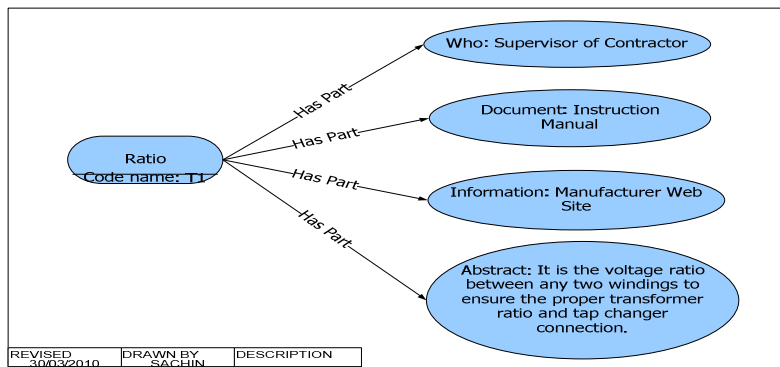 Who: Supervisor of Contractor
Has Part
Document: Instruction
Manual
Has Part
Ratio
Code name: T1
Has Part
Information: Manufacturer Web
Site
Has Part
Abstract: It is the voltage ratio
between any two windings to
ensure the proper transformer
ratio and tap changer
connection.
REVISED
30/03/2010
DRAWN BY
SACHIN
DESCRIPTION